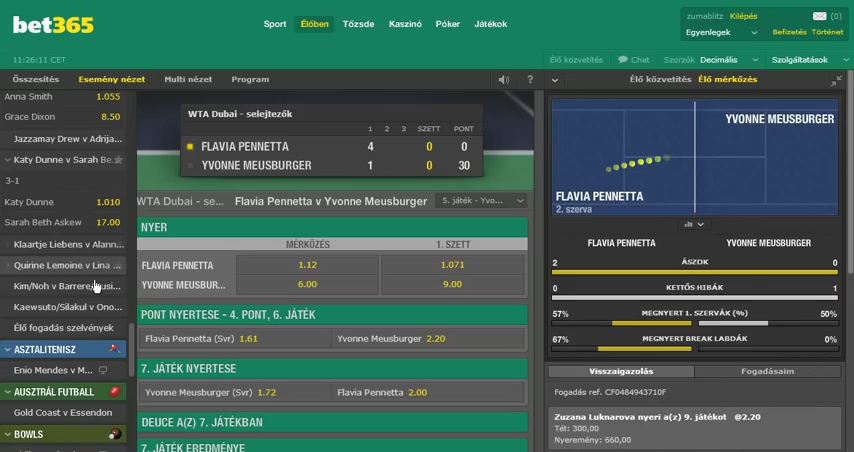 bet365
Sport Élőben Tőzsde Kaszinó Póker Játékok
zumablitz Kilépés (0)
Egyenlegek Befizetés Történet
11:26:11 CET
Élő közvetítés Chat Szorzók Decimális Szolgáltatások
Összesítés Esemény nézet Multi nézet Program ?
Élő közvetítés Élő mérkőzés
Anna Smith 1.055
Grace Dixon 8.50
Jazzamay Drew v Adrija...
Katy Dunne v Sarah Be...
3-1
Katy Dunne 1.010
Sarah Beth Askew 17.00
Klaartje Liebens v Alann...
Quirine Lemoine v Lina ...
Kim/Noh v Barrere/usi...
Kaewsuto/Silakul v Ono...
Élő fogadás szelvények
ASZTALITENISZ
Enio Mendes v M...
AUSZTRÁL FUTBALL
Gold Coast v Essendon
BOWLS
WTA Dubai - selejtezők
1 2 3 SZETT PONT
FLAVIA PENNETTA 4 0 0
YVONNE MEUSBURGER 1 0 30
WTA Dubai - se... Flavia Pennetta v Yvonne Meusburger 5. játék - Yvo...
NYER
MÉRKŐZÉS 1. SZETT
FLAVIA PENNETTA 1.12 1.071
YVONNE MEUSBUR... 6.00 9.00
PONT NYERTESE - 4. PONT, 6. JÁTÉK
Flavia Pennetta (Svr) 1.61 Yvonne Meusburger 2.20
7. JÁTÉK NYERTESE
Yvonne Meusburger (Svr) 1.72 Flavia Pennetta 2.00
DEUCE A(Z) 7. JÁTÉKBAN
7. JÁTÉK EREDMÉNYE
YVONNE MEUSBURGER
FLAVIA PENNETTA
2. szerva
FLAVIA PENNETTA YVONNE MEUSBURGER
2 ÁSZOK 0
0 KETTŐS HIBÁK 1
57% MEGNYERT 1. SZERVÁK (%) 50%
67% MEGNYERT BREAK LABDÁK 0%
Visszaigazolás Fogadásaim
Fogadás ref. CF0484943710F
Zuzana Luknarova nyeri a(z) 9. játékot @2.20
Tét: 300,00
Nyeremény: 660,00